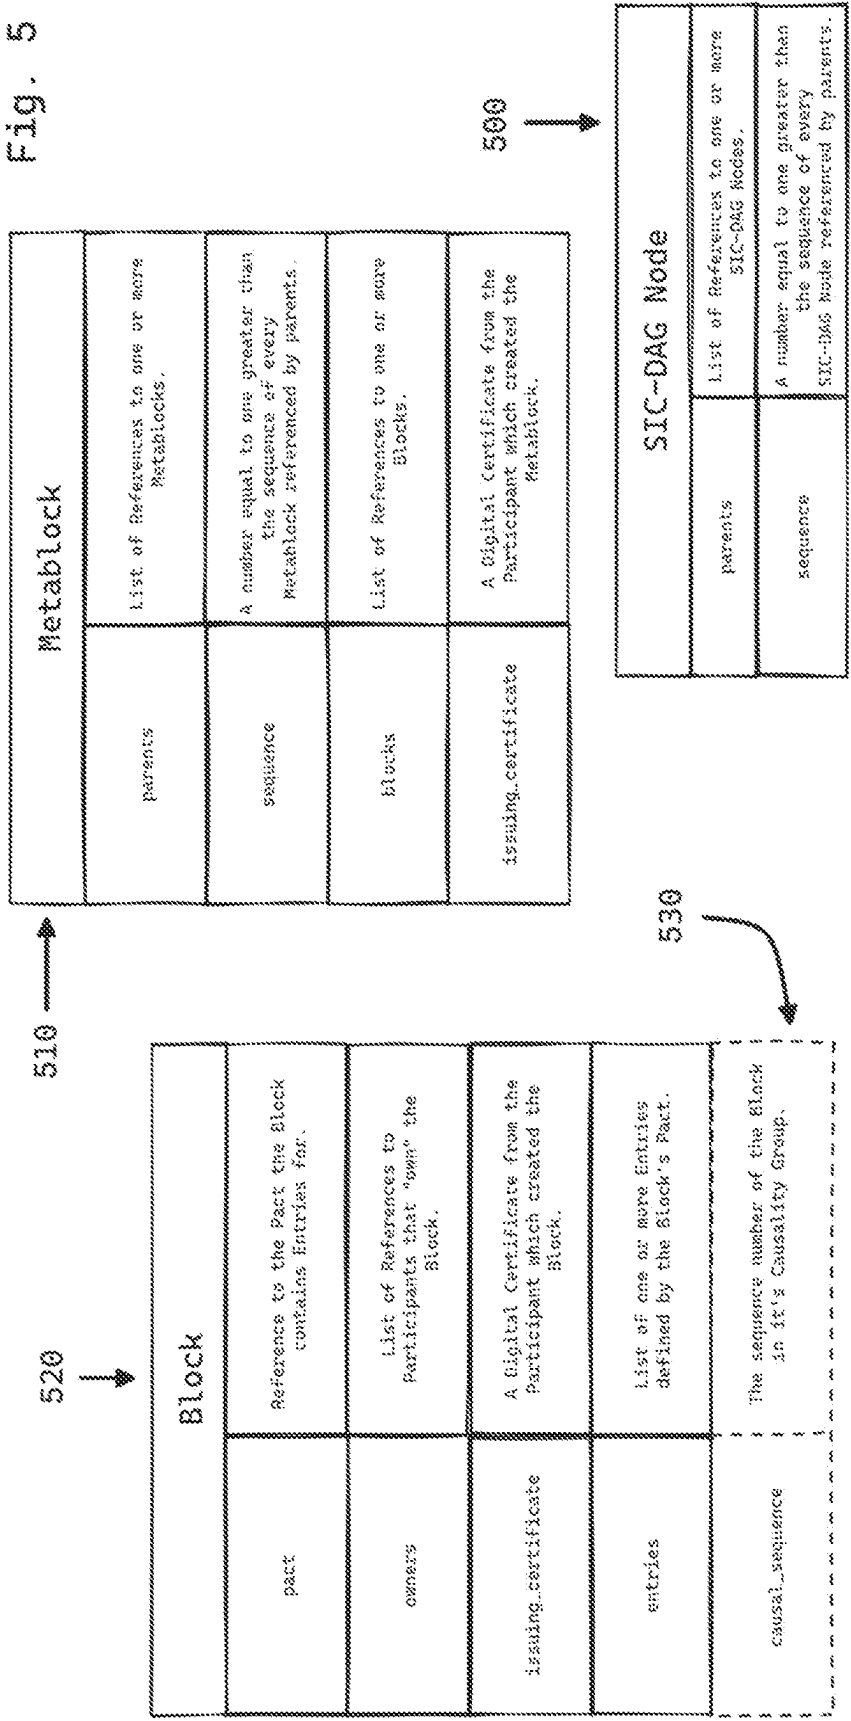 Fig. 5
510
Metablock
parents
List of References to one or more
Metablocks.
sequence
A number equal to one greater than
the sequence of every
Metablock referenced by parents.
blocks
List of References to one or more
Blocks.
issuing_certificate
A Digital Certificate from the
Participant which created the
Metablock.
500
SIC-DAG Node
parents
List of References to one or more
SIC-DAG Nodes.
sequence
A number equal to one greater than
the sequence of every
SIC-DAG Node referenced by parents.
520
Block
pact
Reference to the Pact the Block
contains Entries for.
owners
List of References to
Participants that "own" the
Block.
issuing_certificate
A Digital Certificate from the
Participant which created the
Block.
entries
List of one or more Entries
defined by the Block's Pact.
530
causal_sequence
The sequence number of the Block
in it's Causality Group.